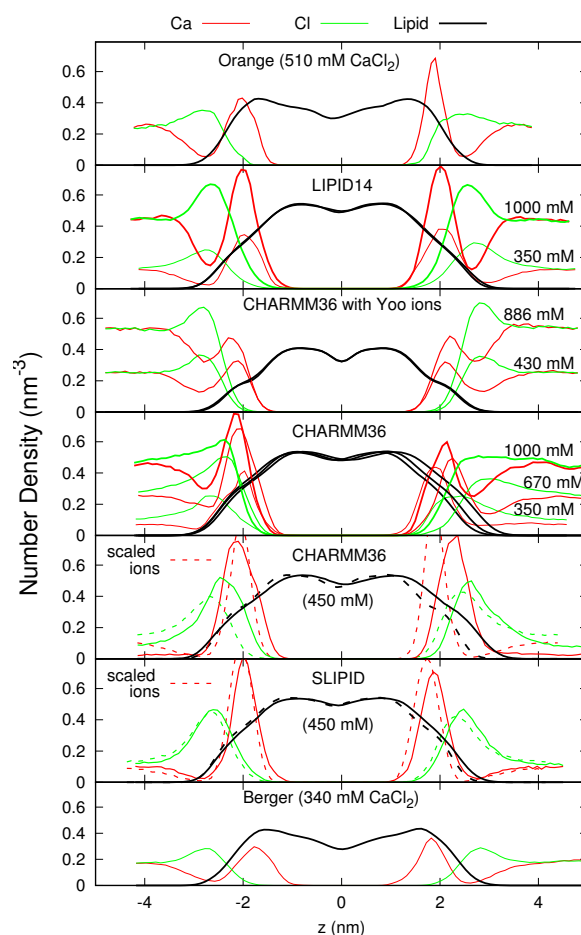 Ca Cl Lipid
Number Density (nm⁻³)
Orange (510 mM CaCl₂)
0.6
0.4
0.2
0
LIPID14
1000 mM
350 mM
0.6
0.4
0.2
0
CHARMM36 with Yoo ions
886 mM
430 mM
0.6
0.4
0.2
0
CHARMM36
1000 mM
670 mM
350 mM
0.6
0.4
0.2
0
scaled
ions
CHARMM36
(450 mM)
0.6
0.4
0.2
0
scaled
ions
SLIPID
(450 mM)
0.6
0.4
0.2
0
Berger (340 mM CaCl₂)
0.6
0.4
0.2
0
-4 -2 0 2 4
z (nm)